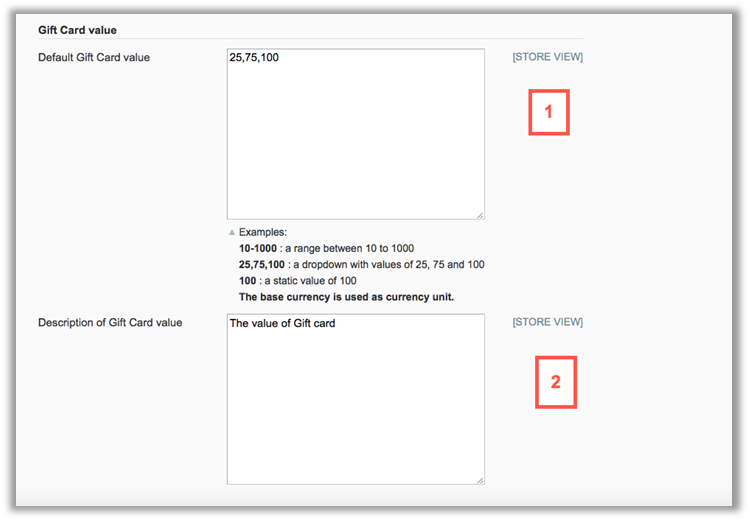 Gift Card value
Default Gift Card value
25,75,100
[STORE VIEW]
1
Examples:
10-1000 : a range between 10 to 1000
25,75,100 : a dropdown with values of 25, 75 and 100
100 : a static value of 100
The base currency is used as currency unit.
Description of Gift Card value
The value of Gift card
[STORE VIEW]
2